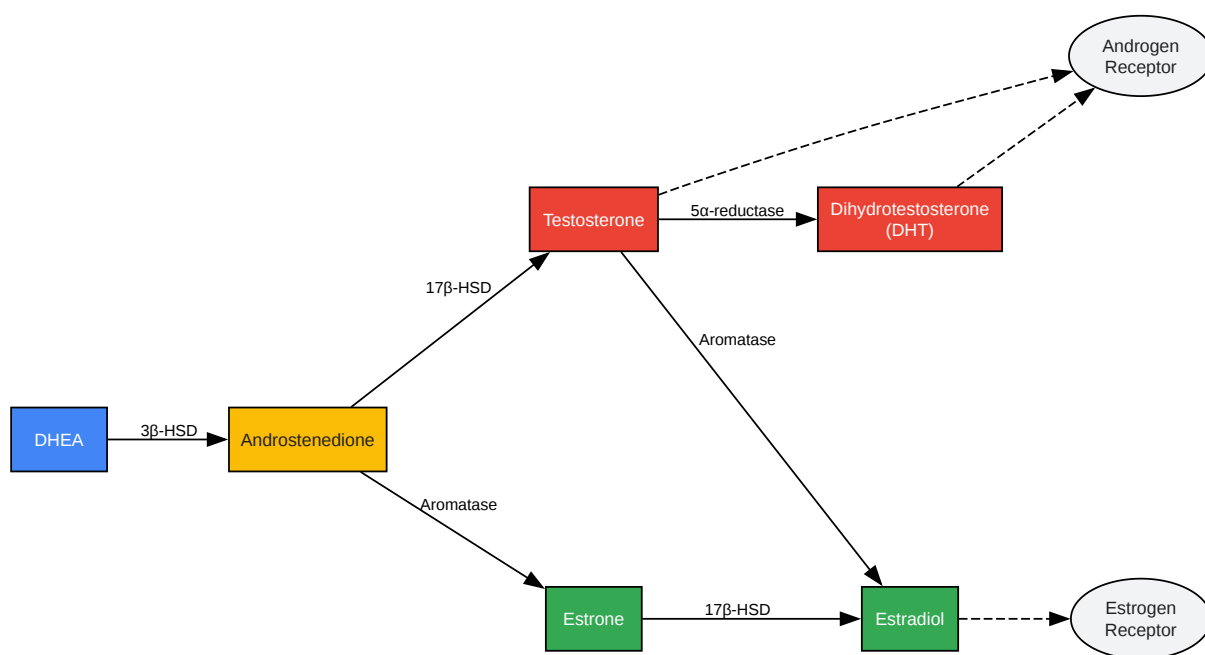 Androgen
Receptor
Testosterone
5α-reductase
Dihydrotestosterone
(DHT)
17β-HSD
Aromatase
DHEA
3β-HSD
Androstenedione
Aromatase
Estrone
17β-HSD
Estradiol
Estrogen
Receptor